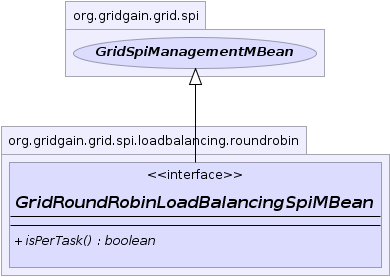 org.gridgain.grid.spi
GridSpiManagementMBean
org.gridgain.grid.spi.loadbalancing.roundrobin
<<interface>>
GridRoundRobinLoadBalancingSpiMBean
+ isPerTask() : boolean